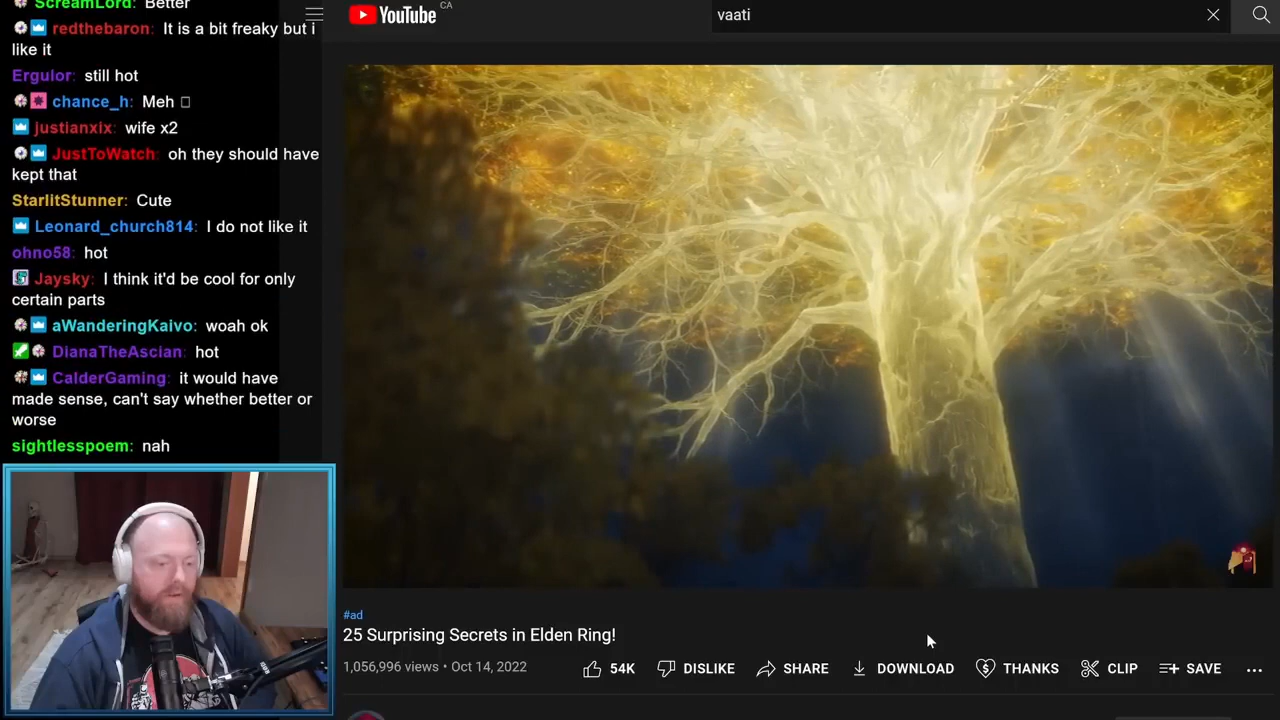 ScreamLord: Better
redthebaron: It is a bit freaky but i
like it
Ergulor: still hot
chance_h: Meh
justianxix: wife x2
JustToWatch: oh they should have
kept that
StarlitStunner: Cute
Leonard_church814: I do not like it
ohno58: hot
Jaysky: I think it'd be cool for only
certain parts
aWanderingKaivo: woah ok
DianaTheAscian: hot
CalderGaming: it would have
made sense, can't say whether better or
worse
sightlesspoem: nah
YouTube CA
vaati
#ad
25 Surprising Secrets in Elden Ring!
1,056,996 views • Oct 14, 2022
54K DISLIKE SHARE DOWNLOAD THANKS CLIP SAVE ...